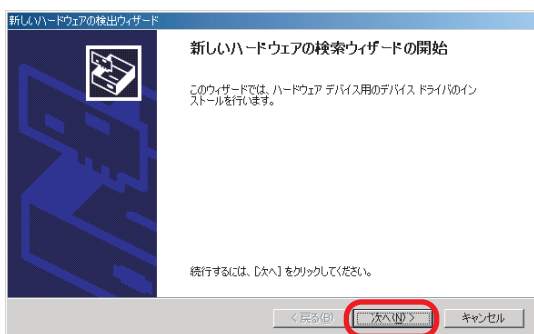 新しいハードウェアの検出ウィザード
新しいハードウェアの検索ウィザードの開始
このウィザードでは、ハードウェア デバイス用のデバイス ドライバのイン
ストールを行います。
続行するには、[次へ] をクリックしてください。
< 戻る(B)
次へ(N) >
キャンセル